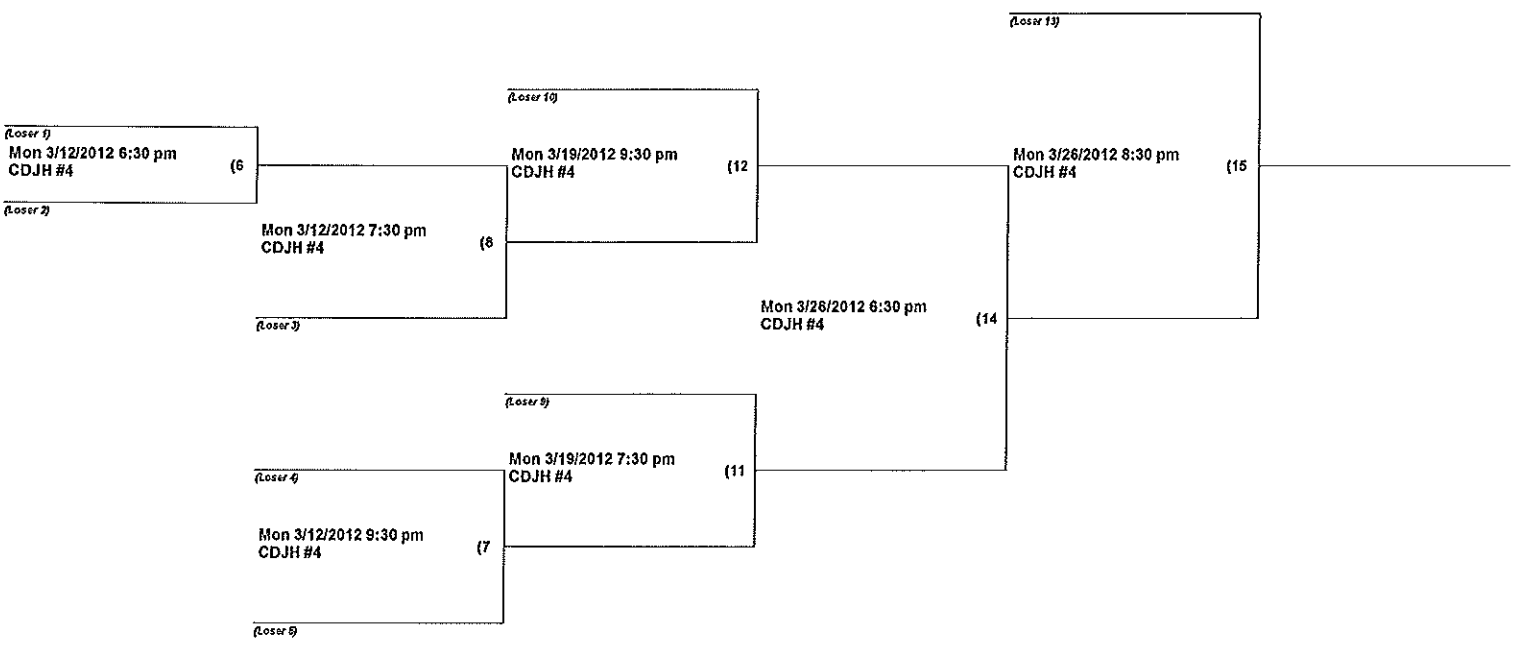 (Loser 13)
(Loser 10)
(Loser 1)
Mon 3/12/2012 6:30 pm
CDJH #4
(6
(Loser 2)
Mon 3/19/2012 9:30 pm
CDJH #4
(12
Mon 3/26/2012 8:30 pm
CDJH #4
(15
Mon 3/12/2012 7:30 pm
CDJH #4
(8
(Loser 3)
Mon 3/26/2012 6:30 pm
CDJH #4
(14
(Loser 9)
Mon 3/19/2012 7:30 pm
CDJH #4
(11
(Loser 4)
Mon 3/12/2012 9:30 pm
CDJH #4
(7
(Loser 5)